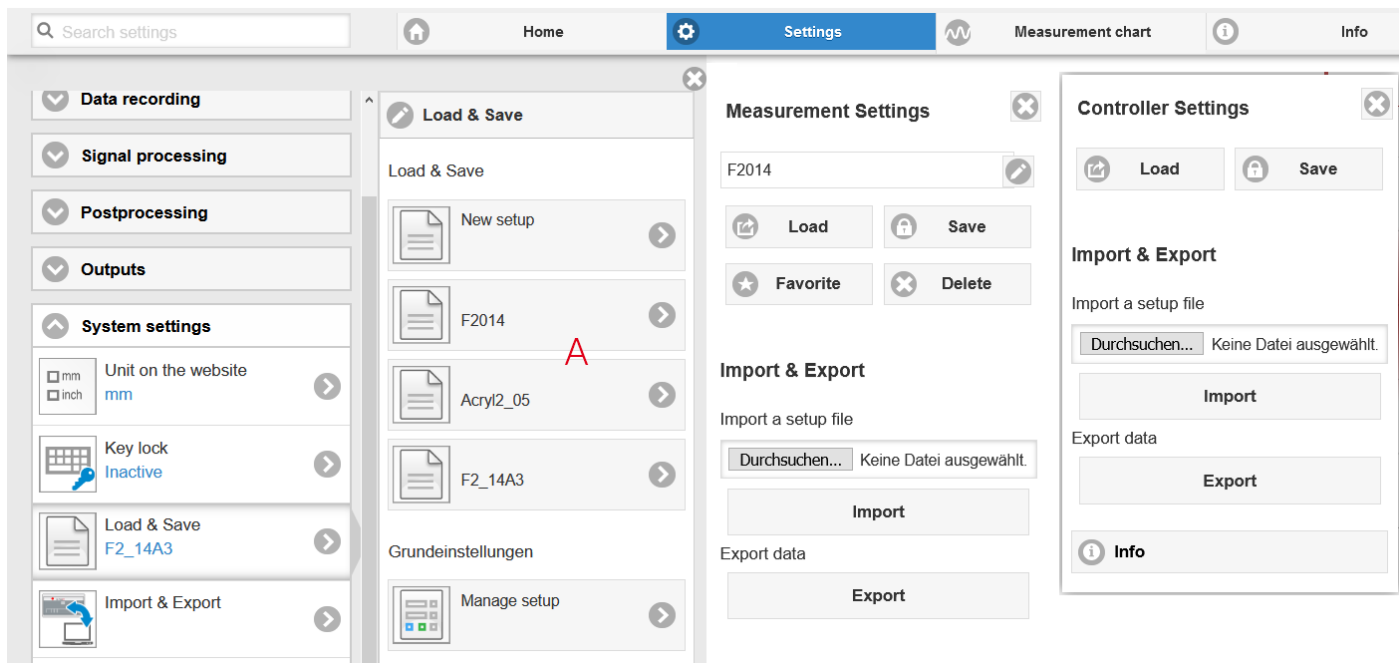 Search settings
Home
Settings
Measurement chart
Info
Data recording
Signal processing
Postprocessing
Outputs
System settings
mm
inch
Unit on the website
mm
Key lock
Inactive
Load & Save
F2_14A3
Import & Export
Load & Save
Load & Save
New setup
F2014
A
Acryl2_05
F2_14A3
Grundeinstellungen
Manage setup
Measurement Settings
F2014
Load
Save
Favorite
Delete
Import & Export
Import a setup file
Durchsuchen... Keine Datei ausgewählt.
Import
Export data
Export
Controller Settings
Load
Save
Import & Export
Import a setup file
Durchsuchen... Keine Datei ausgewählt.
Import
Export data
Export
Info